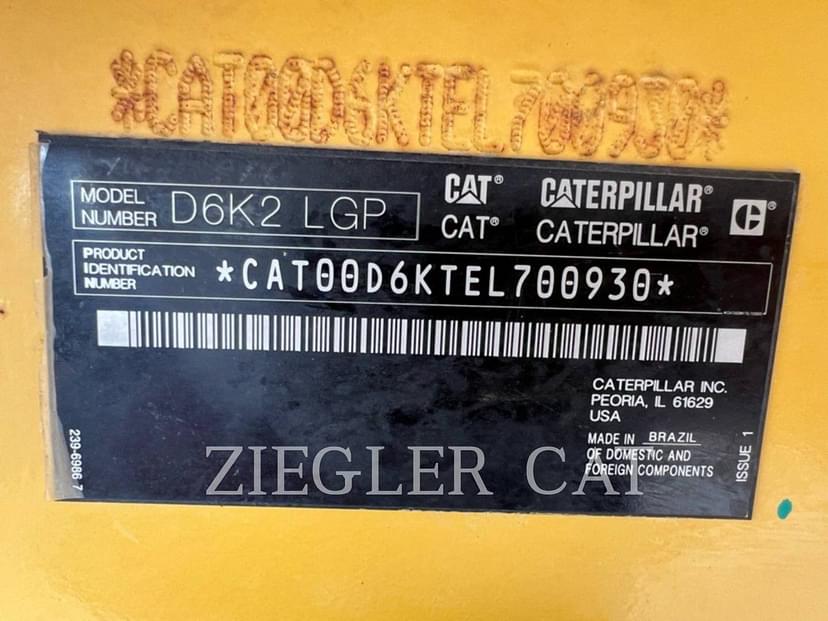 *CAT00D6KTEL700930*
MODEL NUMBER D6K2 LGP
CAT® CATERPILLAR®
CAT® CATERPILLAR®
PRODUCT IDENTIFICATION NUMBER *CAT00D6KTEL700930*
CATERPILLAR INC.
PEORIA, IL 61629
USA
MADE IN BRAZIL
OF DOMESTIC AND
FOREIGN COMPONENTS
ISSUE 1
239-6986 7
ZIEGLER CAT